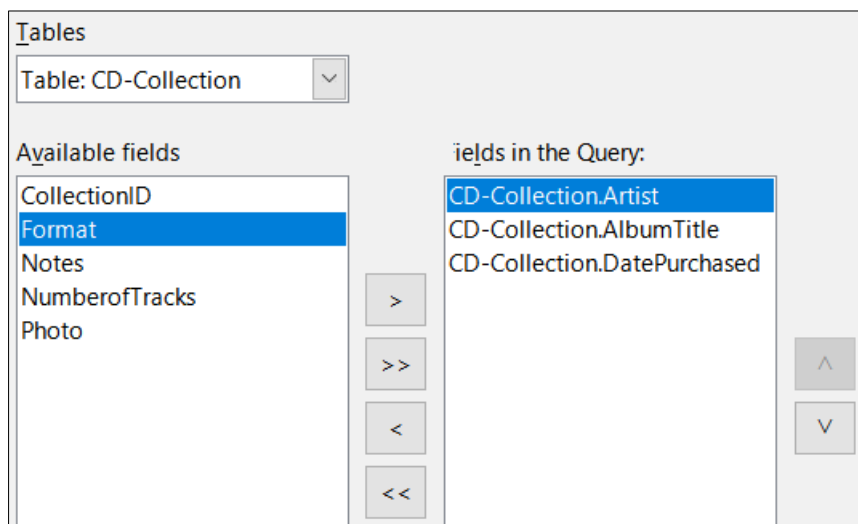 Tables
Table: CD-Collection
Available fields
CollectionID
Format
Notes
NumberofTracks
Photo
>
>>
<
<<
ields in the Query:
CD-Collection.Artist
CD-Collection.AlbumTitle
CD-Collection.DatePurchased
^
v